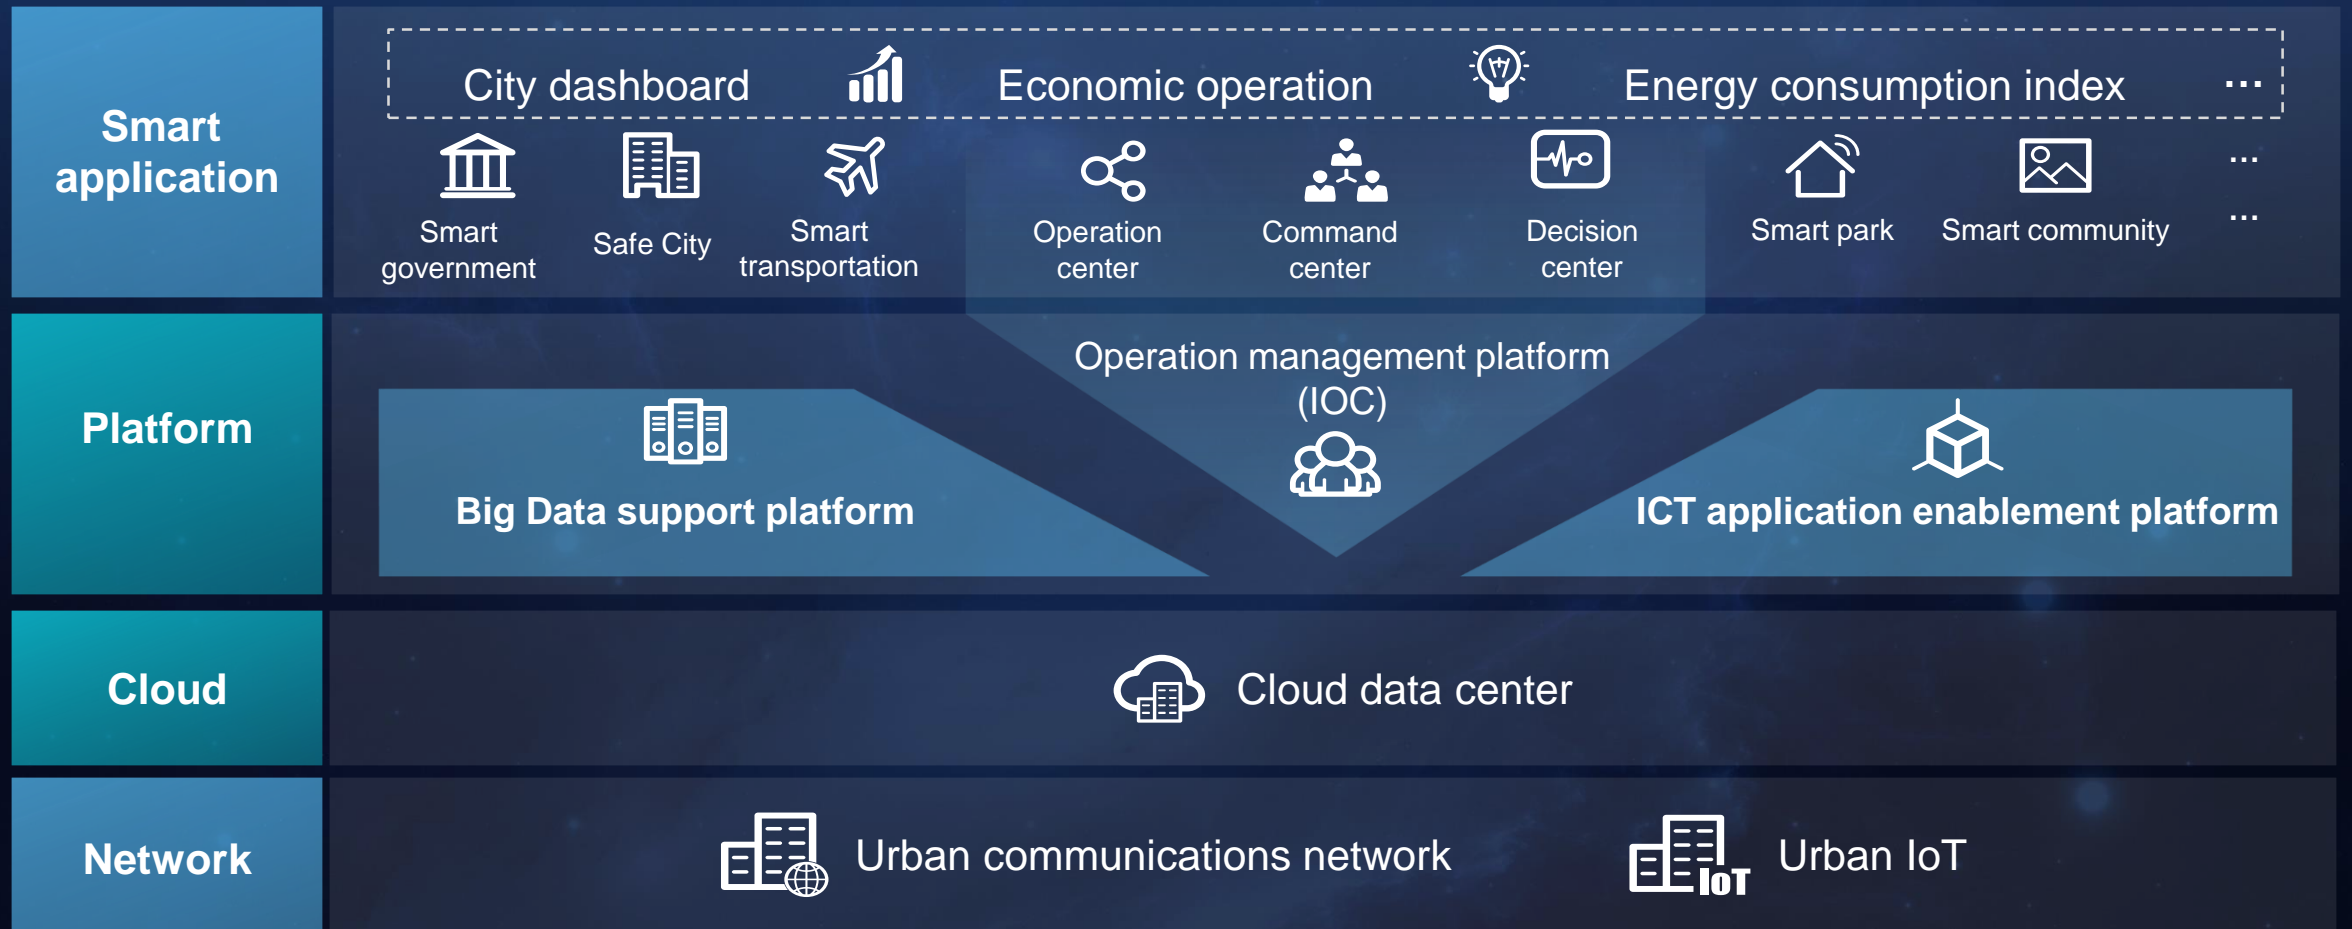 Smart
application
City dashboard
Economic operation
Energy consumption index
...
Smart
government
Safe City
Smart
transportation
Operation
center
Command
center
Decision
center
Smart park
Smart community
...
...
Platform
Operation management platform
(IOC)
Big Data support platform
ICT application enablement platform
Cloud
Cloud data center
Network
Urban communications network
IoT
Urban IoT